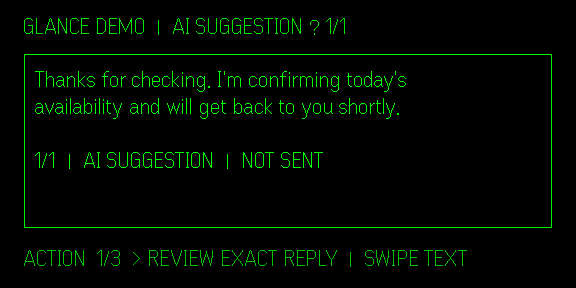 GLANCE DEMO | AI SUGGESTION ? 1/1
Thanks for checking. I'm confirming today's
availability and will get back to you shortly.
1/1 | AI SUGGESTION | NOT SENT
ACTION 1/3 > REVIEW EXACT REPLY | SWIPE TEXT